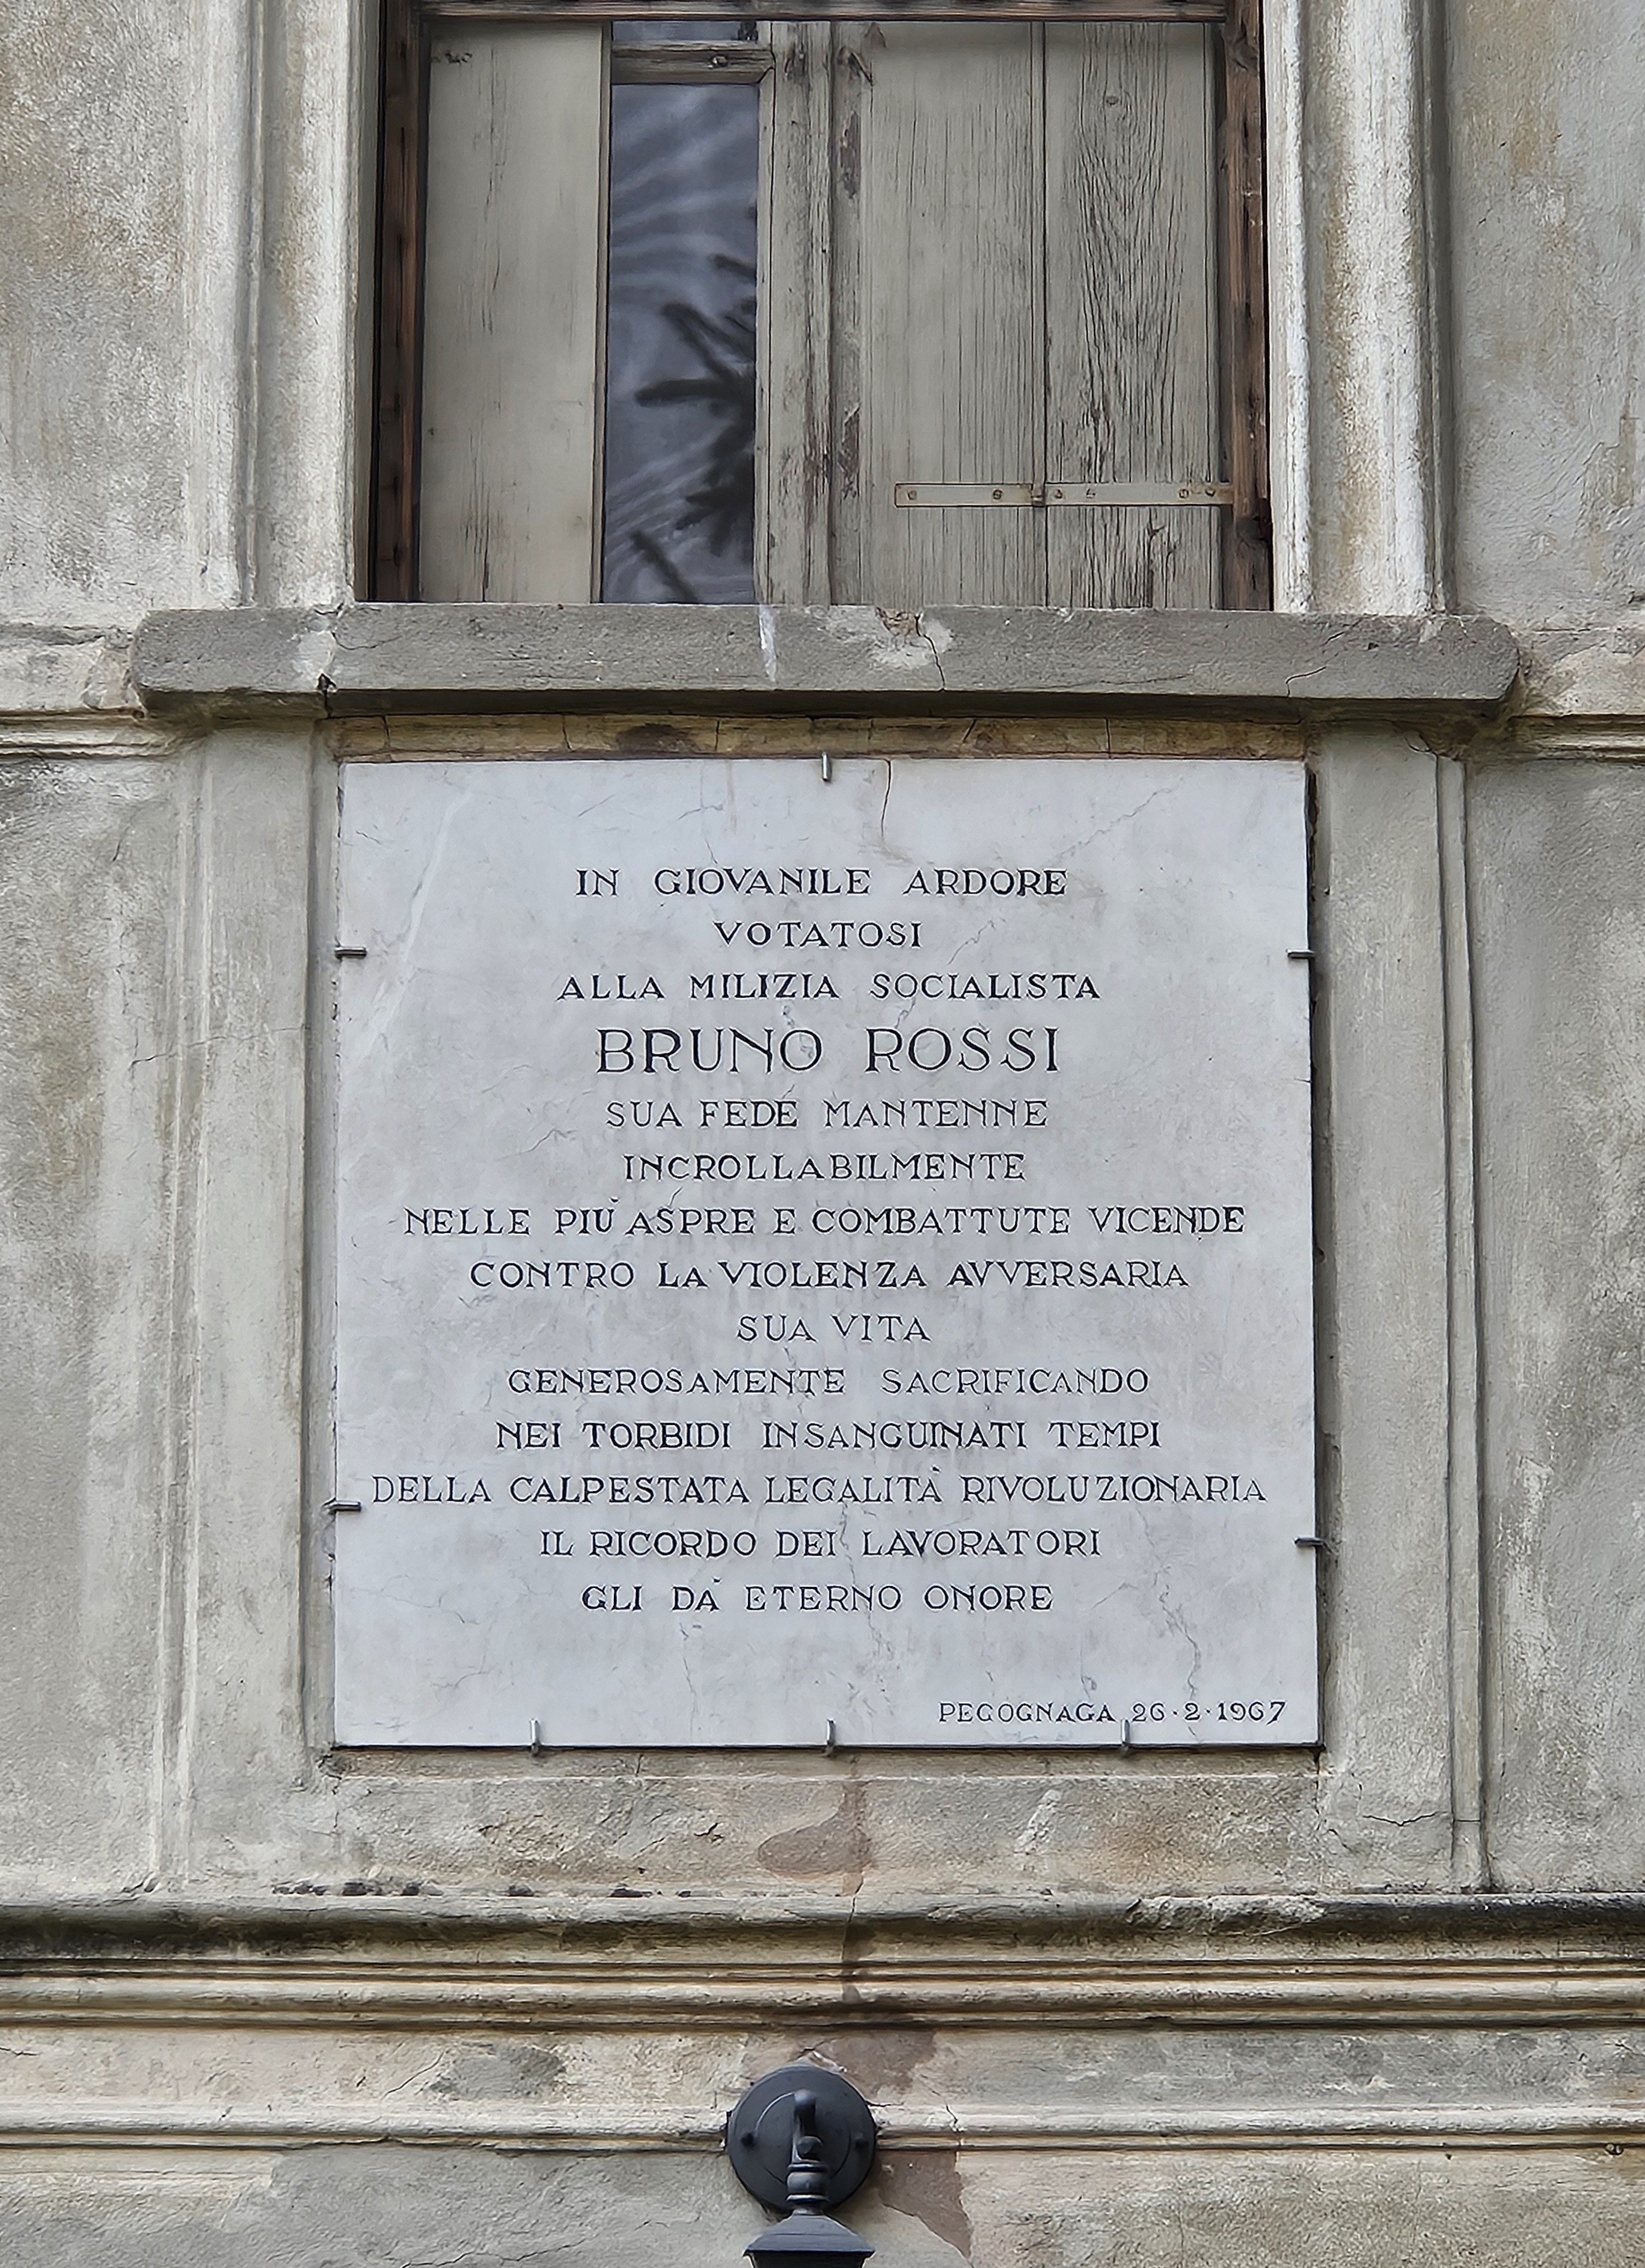 IN GIOVANILE ARDORE
VOTATOSI
ALLA MILIZIA SOCIALISTA
BRUNO ROSSI
SUA FEDE MANTENNE
INCROLLABILMENTE
NELLE PIÙ ASPRE E COMBATTUTE VICENDE
CONTRO LA VIOLENZA AVVERSARIA
SUA VITA
GENEROSAMENTE SACRIFICANDO
NEI TORBIDI INSANGUINATI TEMPI
DELLA CALPESTATA LEGALITÀ RIVOLUZIONARIA
IL RICORDO DEI LAVORATORI
GLI DÀ ETERNO ONORE
PEGOGNAGA 26·2·1967